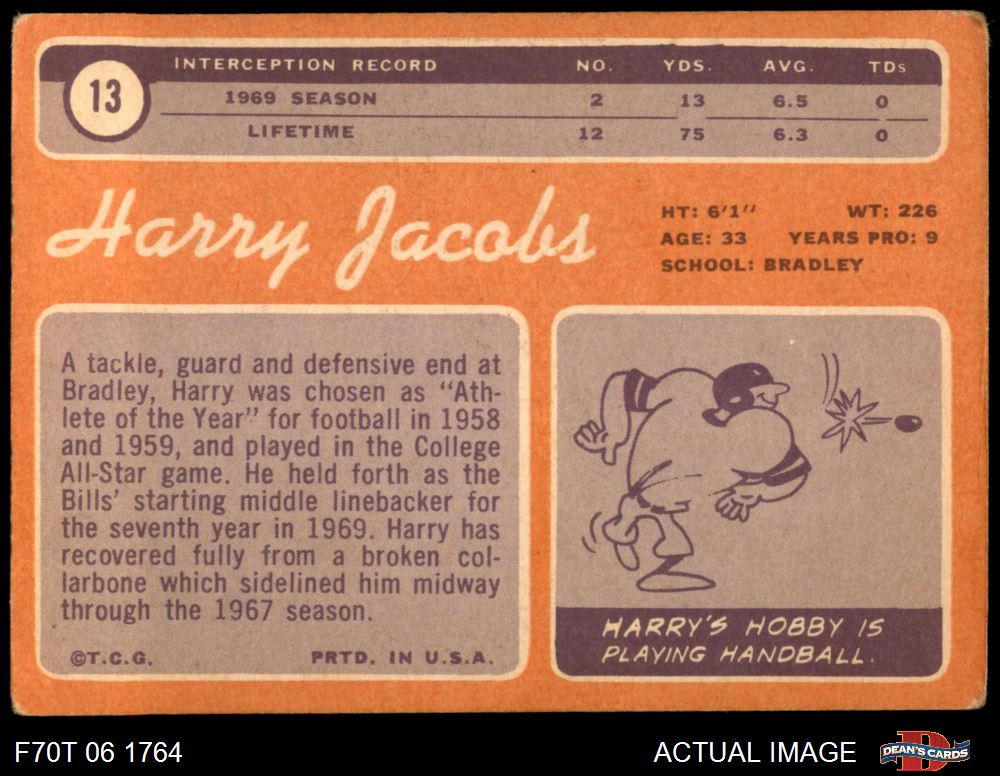 13
INTERCEPTION RECORD NO. YDS. AVG. TDs
1969 SEASON 2 13 6.5 0
LIFETIME 12 75 6.3 0
Harry Jacobs
HT: 6'1'' WT: 226
AGE: 33 YEARS PRO: 9
SCHOOL: BRADLEY
A tackle, guard and defensive end at
Bradley, Harry was chosen as "Ath-
lete of the Year" for football in 1958
and 1959, and played in the College
All-Star game. He held forth as the
Bills' starting middle linebacker for
the seventh year in 1969. Harry has
recovered fully from a broken col-
larbone which sidelined him midway
through the 1967 season.
©T.C.G. PRTD. IN U.S.A.
HARRY'S HOBBY IS
PLAYING HANDBALL.
F70T 06 1764 ACTUAL IMAGE DEAN'S CARDS